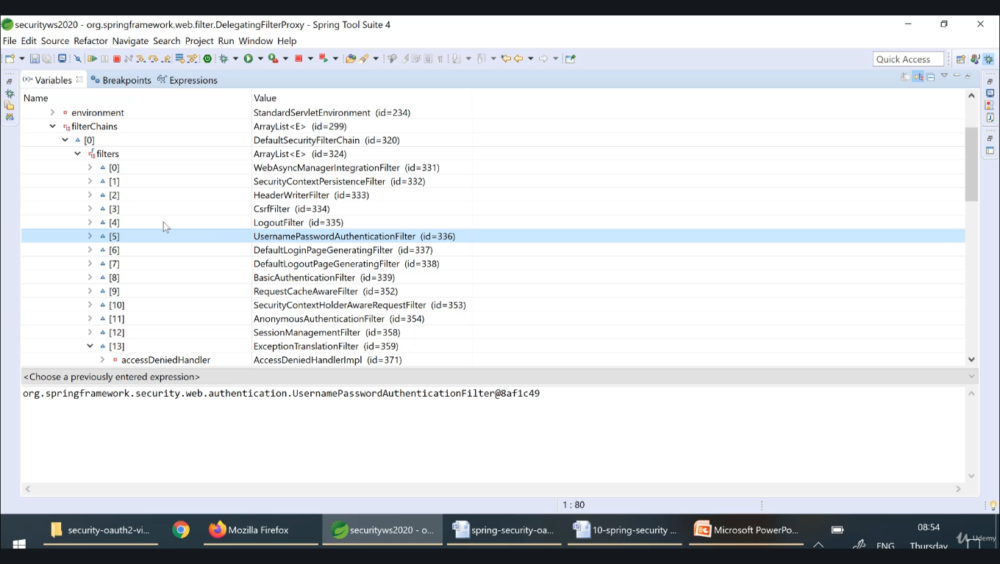 securityws2020 - org.springframework.web.filter.DelegatingFilterProxy - Spring Tool Suite 4
File Edit Source Refactor Navigate Search Project Run Window Help
Quick Access
(x)= Variables Breakpoints Expressions
Name Value
environment StandardServletEnvironment (id=234)
filterChains ArrayList<E> (id=299)
[0] DefaultSecurityFilterChain (id=320)
filters ArrayList<E> (id=324)
[0] WebAsyncManagerIntegrationFilter (id=331)
[1] SecurityContextPersistenceFilter (id=332)
[2] HeaderWriterFilter (id=333)
[3] CsrfFilter (id=334)
[4] LogoutFilter (id=335)
[5] UsernamePasswordAuthenticationFilter (id=336)
[6] DefaultLoginPageGeneratingFilter (id=337)
[7] DefaultLogoutPageGeneratingFilter (id=338)
[8] BasicAuthenticationFilter (id=339)
[9] RequestCacheAwareFilter (id=352)
[10] SecurityContextHolderAwareRequestFilter (id=353)
[11] AnonymousAuthenticationFilter (id=354)
[12] SessionManagementFilter (id=358)
[13] ExceptionTranslationFilter (id=359)
accessDeniedHandler AccessDeniedHandlerImpl (id=371)
<Choose a previously entered expression>
org.springframework.security.web.authentication.UsernamePasswordAuthenticationFilter@8af1c49
1 : 80
security-oauth2-vi... Mozilla Firefox securityws2020 - o... spring-security-oa... 10-spring-security ... Microsoft PowerPo... 08:54
ENG Thursday
Udemy